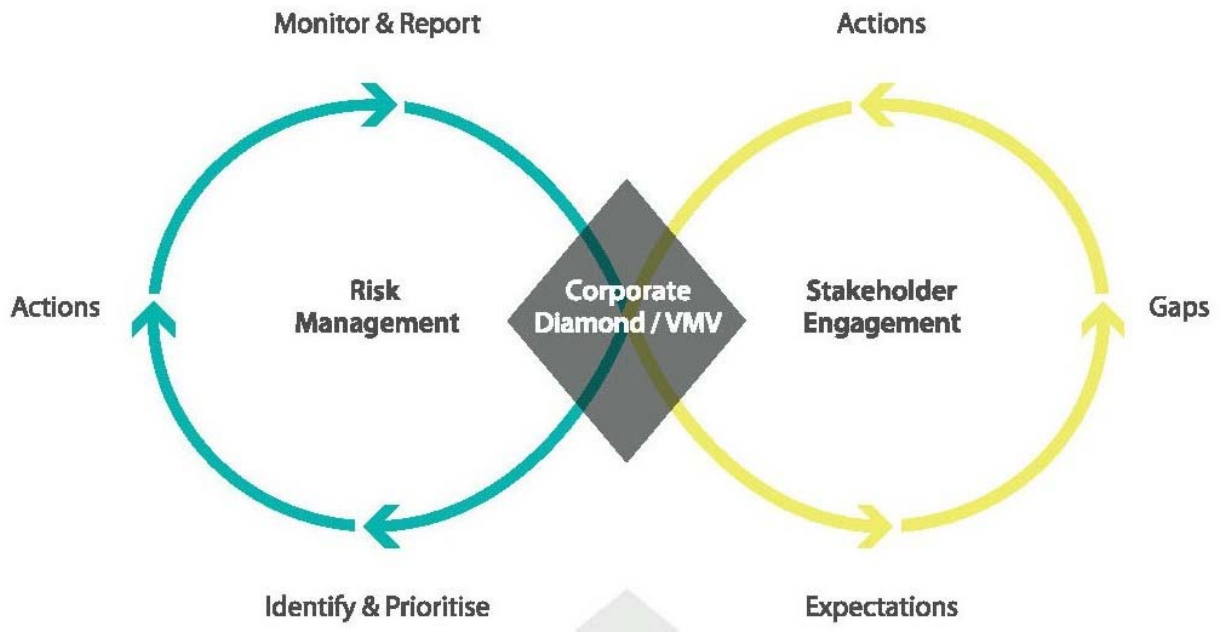 Monitor & Report
Actions
Actions
Risk
Management
Corporate
Diamond / VMV
Stakeholder
Engagement
Gaps
Identify & Prioritise
Expectations